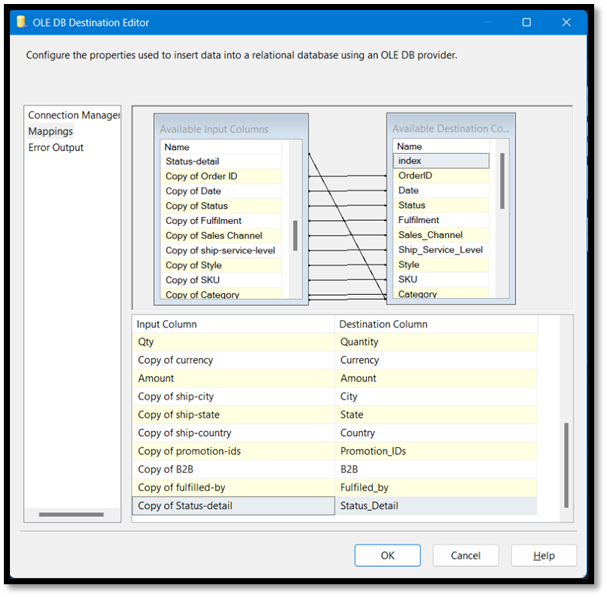 OLE DB Destination Editor
Configure the properties used to insert data into a relational database using an OLE DB provider.
Connection Manager
Mappings
Error Output
Available Input Columns
Name
Status-detail
Copy of Order ID
Copy of Date
Copy of Status
Copy of Fulfilment
Copy of Sales Channel
Copy of ship-service-level
Copy of Style
Copy of SKU
Copy of Category
Available Destination Co...
Name
index
OrderID
Date
Status
Fulfilment
Sales_Channel
Ship_Service_Level
Style
SKU
Category
Input Column Destination Column
Qty Quantity
Copy of currency Currency
Amount Amount
Copy of ship-city City
Copy of ship-state State
Copy of ship-country Country
Copy of promotion-ids Promotion_IDs
Copy of B2B B2B
Copy of fulfilled-by Fulfiled_by
Copy of Status-detail Status_Detail
OK Cancel Help